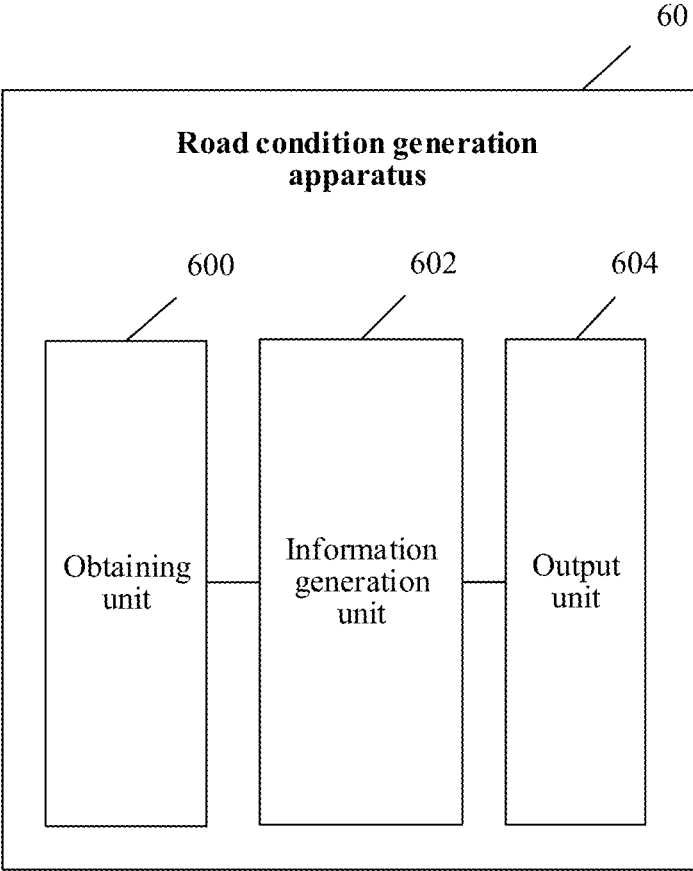 60
Road condition generation
apparatus
600
602
604
Obtaining
unit
Information
generation
unit
Output
unit